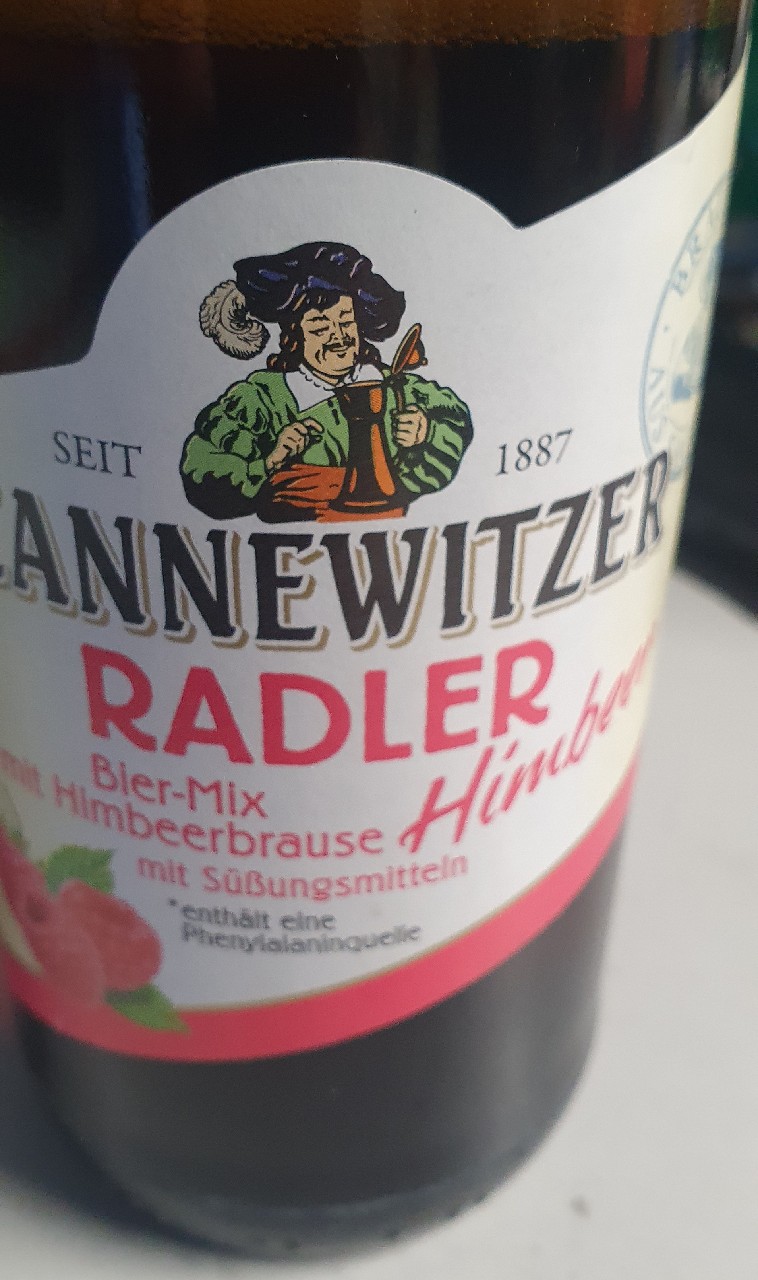 SEIT 1887
ANNEWITZER
RADLER
Himbeer
Bier-Mix
mit Himbeerbrause
mit Süßungsmitteln
*enthält eine
Phenylalaninquelle